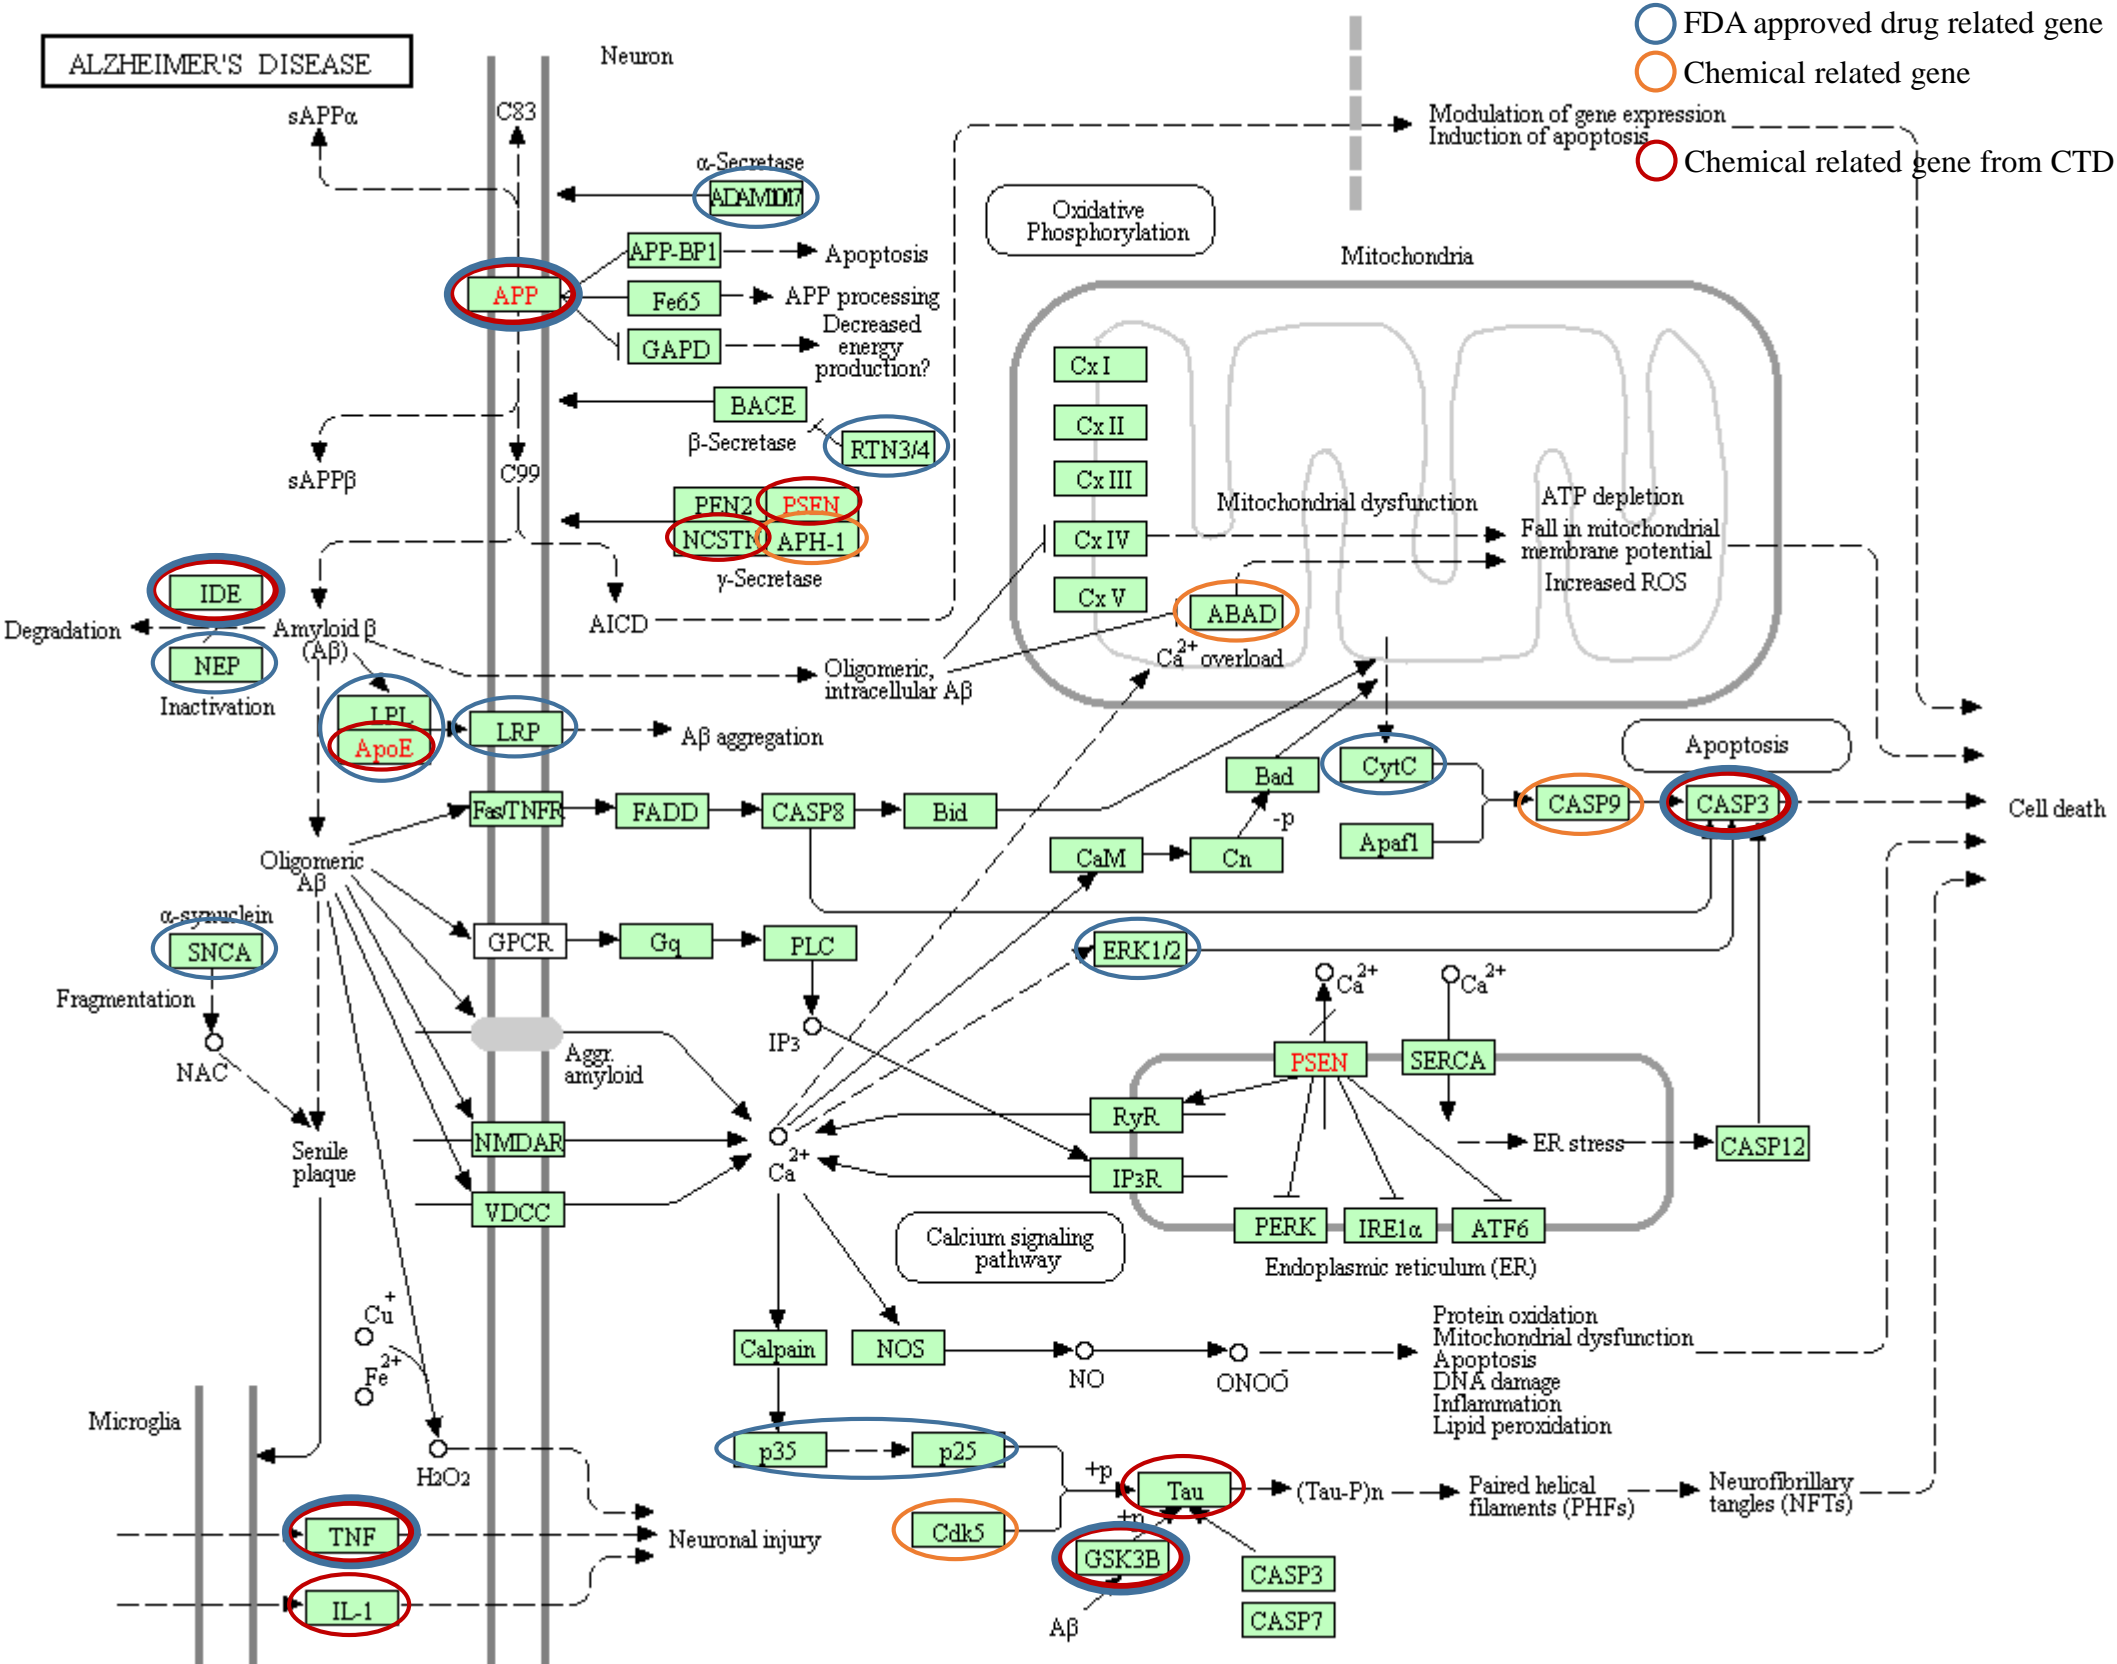 FDA approved drug related gene
Chemical related gene
Chemical related gene from CTD
ALZHEIMER'S DISEASE
Neuron
sAPPα
C83
α-Secretase
Modulation of gene expression
Induction of apoptosis
Oxidative
Phosphorylation
Mitochondria
APP-BP1
Apoptosis
APP
Fe65
APP processing
GAPD
Decreased
energy
production?
BACE
β-Secretase
RTN3/4
sAPPβ
C99
PEN2
PSEN
NCSTN
APH-1
γ-Secretase
Cx I
Cx II
Cx III
Cx IV
Cx V
Mitochondrial dysfunction
ATP depletion
Fall in mitochondrial
membrane potential
Increased ROS
ABAD
Ca2+ overload
IDE
Degradation
Amyloid β
(Aβ)
AICD
NEP
Inactivation
Oligomeric,
intracellular Aβ
LPL
ApoE
LRP
Aβ aggregation
Apoptosis
Bad
CytC
Fas/TNFR
FADD
CASP8
Bid
-p
CASP9
CASP3
Cell death
CaM
Cn
Apaf1
Oligomeric
Aβ
α-synuclein
SNCA
GPCR
Gq
PLC
ERK1/2
Fragmentation
NAC
IP3
Ca2+
Ca2+
Aggr.
amyloid
PSEN
SERCA
RyR
NMDAR
Ca2+
ER stress
CASP12
Senile
plaque
IP3R
VDCC
PERK
IRE1α
ATF6
Calcium signaling
pathway
Endoplasmic reticulum (ER)
Cu+
Fe2+
Calpain
NOS
NO
ONOO-
Protein oxidation
Mitochondrial dysfunction
Apoptosis
DNA damage
Inflammation
Lipid peroxidation
Microglia
H2O2
p35
p25
+p
Tau
(Tau-P)n
Paired helical
filaments (PHFs)
Neurofibrillary
tangles (NFTs)
TNF
Neuronal injury
Cdk5
+p
GSK3B
CASP3
IL-1
Aβ
CASP7